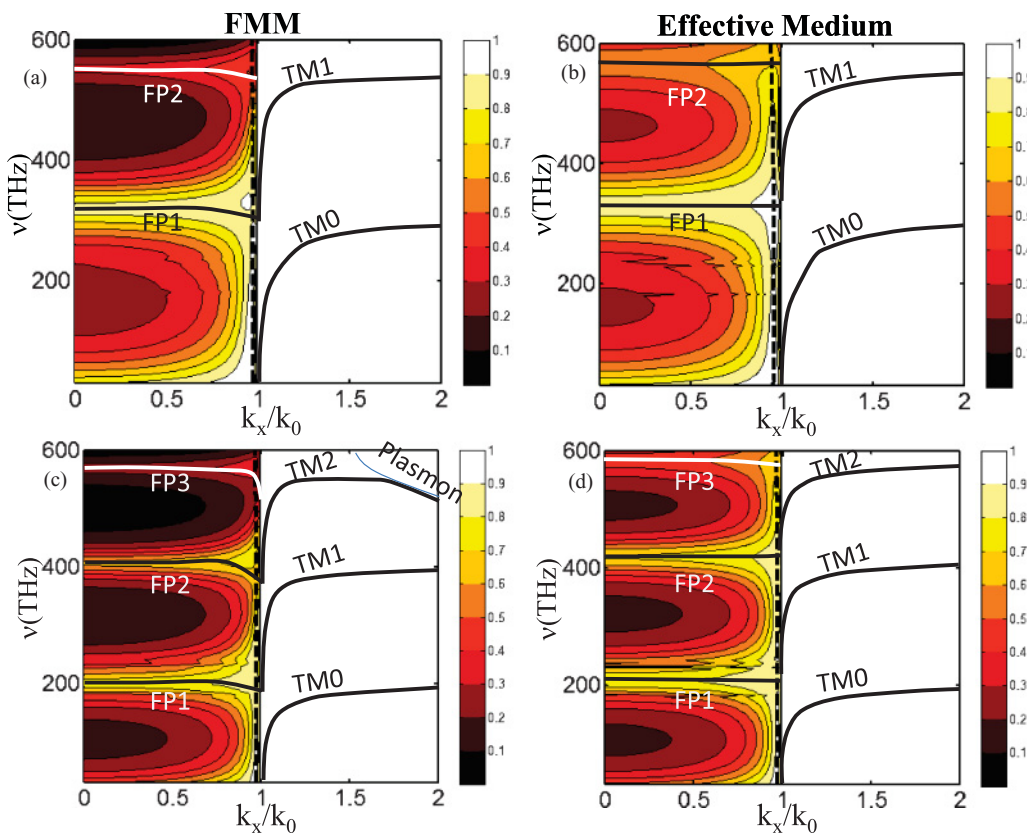 FMM
Effective Medium
(a)
600
400
200
ν(THz)
FP2
FP1
TM1
TM0
0
0.5
1
1.5
2
kₓ/k₀
1
0.9
0.8
0.7
0.6
0.5
0.4
0.3
0.2
0.1
(b)
600
400
200
ν(THz)
FP2
FP1
TM1
TM0
0
0.5
1
1.5
2
kₓ/k₀
1
0.9
(c)
600
400
200
ν(THz)
FP3
FP2
FP1
TM2
TM1
TM0
Plasmon
0
0.5
1
1.5
2
kₓ/k₀
1
0.9
0.8
0.7
0.6
0.5
0.4
0.3
0.2
0.1
(d)
600
400
200
ν(THz)
FP3
FP2
FP1
TM2
TM1
TM0
0
0.5
1
1.5
2
kₓ/k₀
1
0.9
0.8
0.7
0.6
0.5
0.4
0.3
0.2
0.1